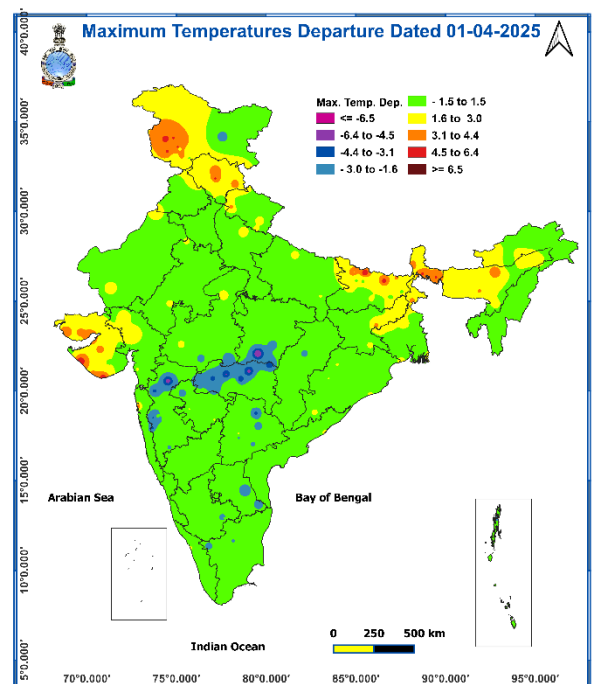 Maximum Temperatures Departure Dated 01-04-2025
Max. Temp. Dep.
<= -6.5
-6.4 to -4.5
-4.4 to -3.1
- 3.0 to -1.6
- 1.5 to 1.5
1.6 to 3.0
3.1 to 4.4
4.5 to 6.4
>= 6.5
40°0.000'
35°0.000'
30°0.000'
25°0.000'
20°0.000'
15°0.000'
10°0.000'
5°0.000'
Arabian Sea
Bay of Bengal
Indian Ocean
0 250 500 km
70°0.000' 75°0.000' 80°0.000' 85°0.000' 90°0.000' 95°0.000'